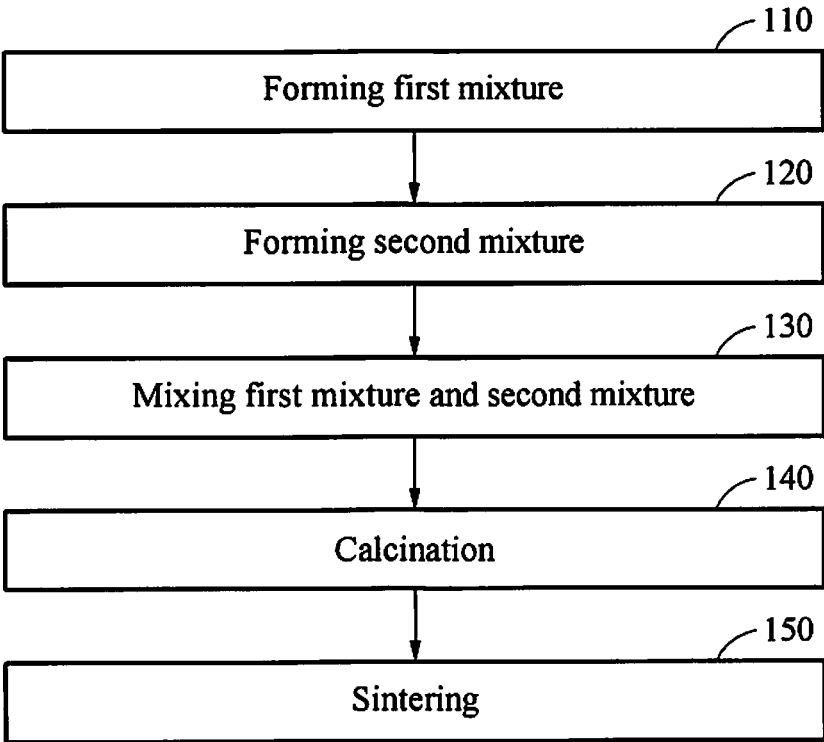 110
Forming first mixture
120
Forming second mixture
130
Mixing first mixture and second mixture
140
Calcination
150
Sintering